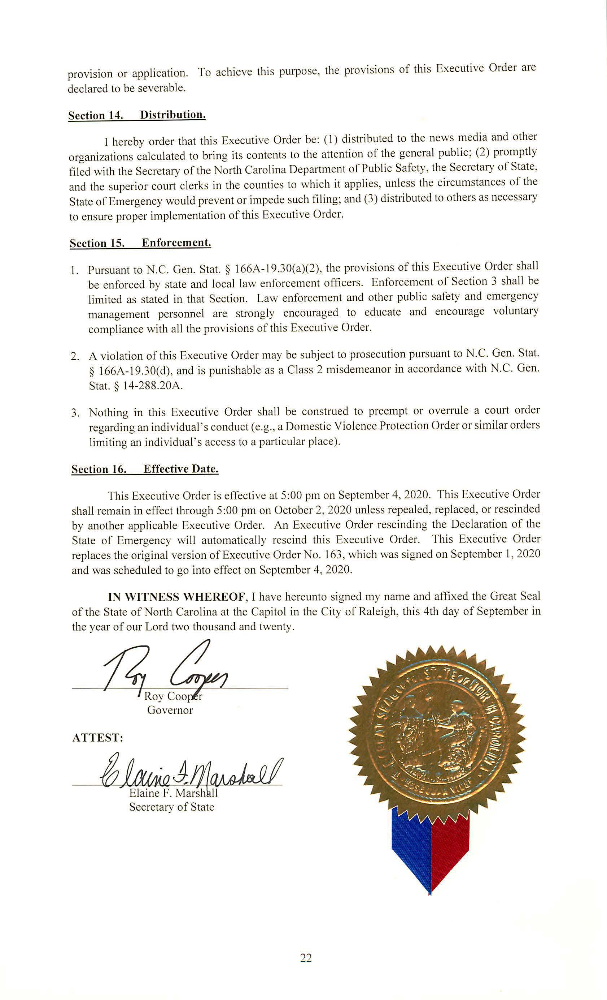 provision or application. To achieve this purpose, the provisions of this Executive Order are
declared to be severable.
Section 14. Distribution.
I hereby order that this Executive Order be: (1) distributed to the news media and other
organizations calculated to bring its contents to the attention of the general public; (2) promptly
filed with the Secretary of the North Carolina Department of Public Safety, the Secretary of State,
and the superior court clerks in the counties to which it applies, unless the circumstances of the
State of Emergency would prevent or impede such filing; and (3) distributed to others as necessary
to ensure proper implementation of this Executive Order.
Section 15. Enforcement.
1. Pursuant to N.C. Gen. Stat. § 166A-19.30(a)(2), the provisions of this Executive Order shall
be enforced by state and local law enforcement officers. Enforcement of Section 3 shall be
limited as stated in that Section. Law enforcement and other public safety and emergency
management personnel are strongly encouraged to educate and encourage voluntary
compliance with all the provisions of this Executive Order.
2. A violation of this Executive Order may be subject to prosecution pursuant to N.C. Gen. Stat.
§ 166A-19.30(d), and is punishable as a Class 2 misdemeanor in accordance with N.C. Gen.
Stat. § 14-288.20A.
3. Nothing in this Executive Order shall be construed to preempt or overrule a court order
regarding an individual's conduct (e.g., a Domestic Violence Protection Order or similar orders
limiting an individual's access to a particular place).
Section 16. Effective Date.
This Executive Order is effective at 5:00 pm on September 4, 2020. This Executive Order
shall remain in effect through 5:00 pm on October 2, 2020 unless repealed, replaced, or rescinded
by another applicable Executive Order. An Executive Order rescinding the Declaration of the
State of Emergency will automatically rescind this Executive Order. This Executive Order
replaces the original version of Executive Order No. 163, which was signed on September 1, 2020
and was scheduled to go into effect on September 4, 2020.
IN WITNESS WHEREOF, I have hereunto signed my name and affixed the Great Seal
of the State of North Carolina at the Capitol in the City of Raleigh, this 4th day of September in
the year of our Lord two thousand and twenty.
Roy Cooper
Roy Cooper
Governor
ATTEST:
Elaine F. Marshall
Elaine F. Marshall
Secretary of State
SEAL OF THE STATE OF NORTH CAROLINA
22